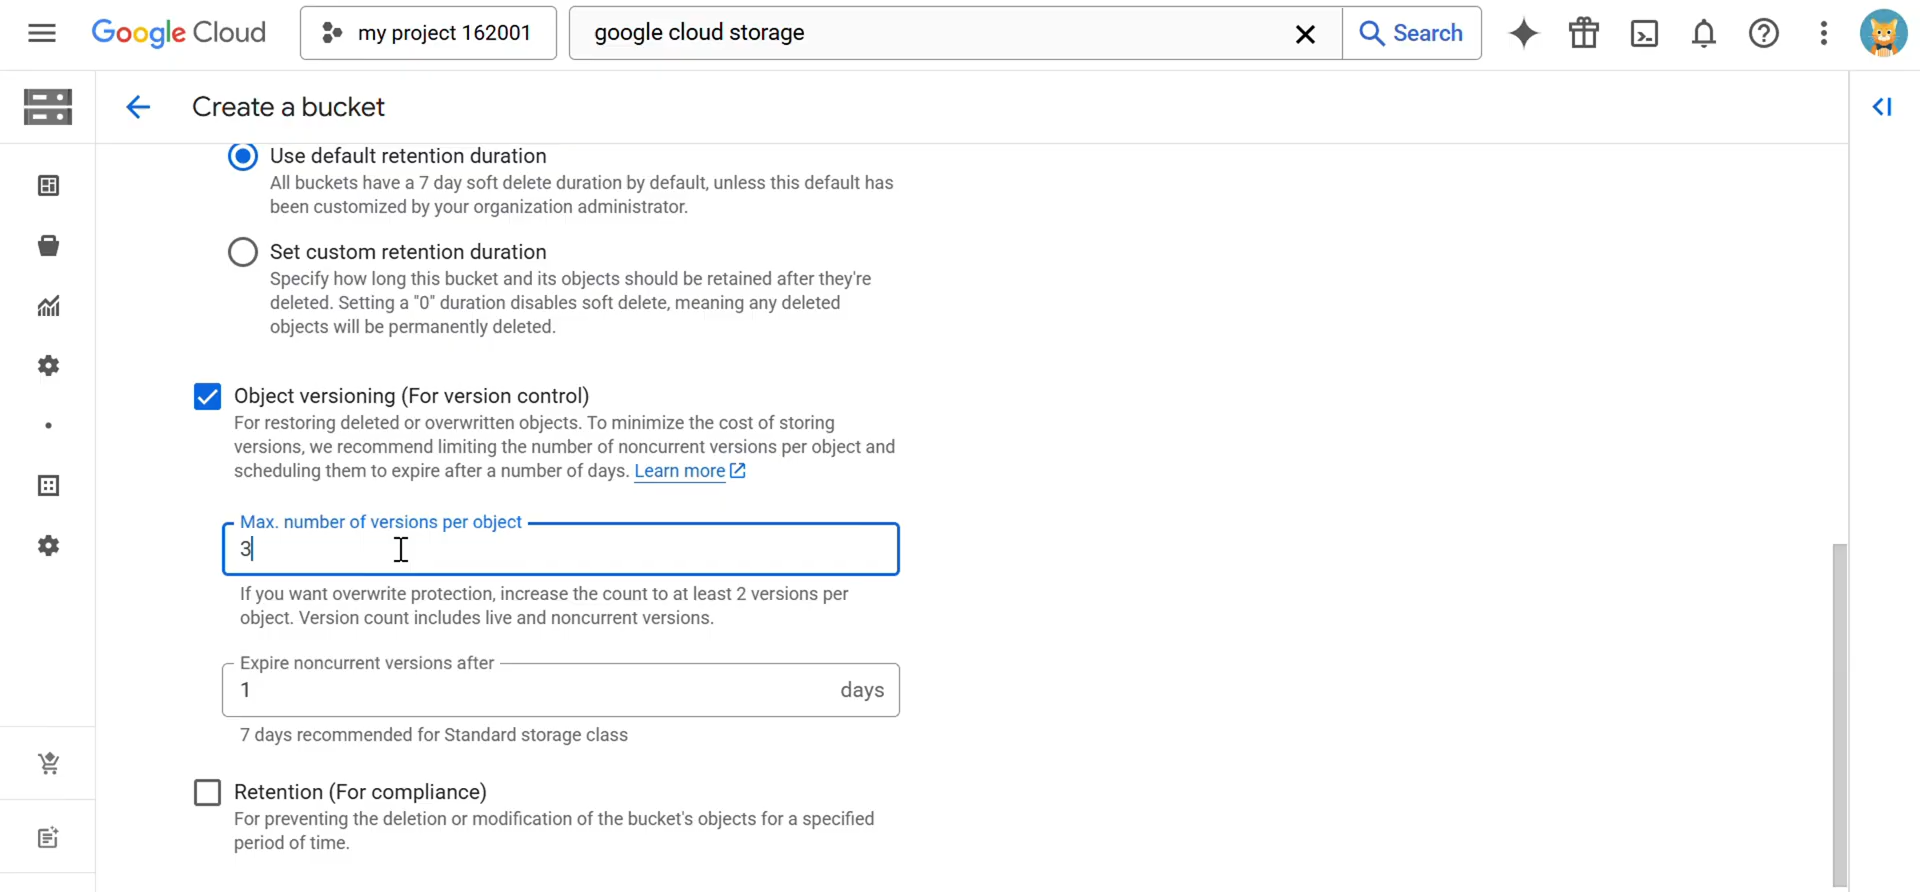 Google Cloud
my project 162001
google cloud storage
Search
Create a bucket
Use default retention duration
All buckets have a 7 day soft delete duration by default, unless this default has
been customized by your organization administrator.
Set custom retention duration
Specify how long this bucket and its objects should be retained after they're
deleted. Setting a "0" duration disables soft delete, meaning any deleted
objects will be permanently deleted.
Object versioning (For version control)
For restoring deleted or overwritten objects. To minimize the cost of storing
versions, we recommend limiting the number of noncurrent versions per object and
scheduling them to expire after a number of days. Learn more
Max. number of versions per object
3
If you want overwrite protection, increase the count to at least 2 versions per
object. Version count includes live and noncurrent versions.
Expire noncurrent versions after
1 days
7 days recommended for Standard storage class
Retention (For compliance)
For preventing the deletion or modification of the bucket's objects for a specified
period of time.